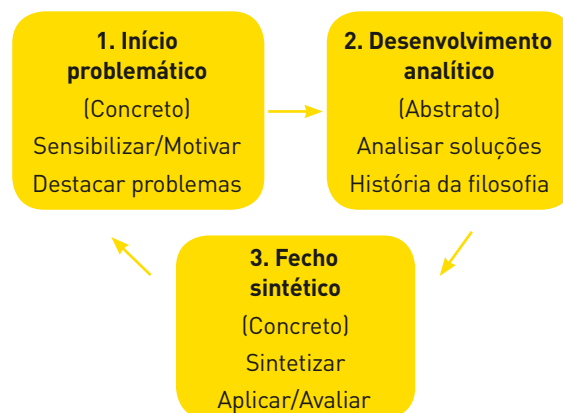 1. Início
problemático
(Concreto)
Sensibilizar/Motivar
Destacar problemas
2. Desenvolvimento
analítico
(Abstrato)
Analisar soluções
História da filosofia
3. Fecho
sintético
(Concreto)
Sintetizar
Aplicar/Avaliar